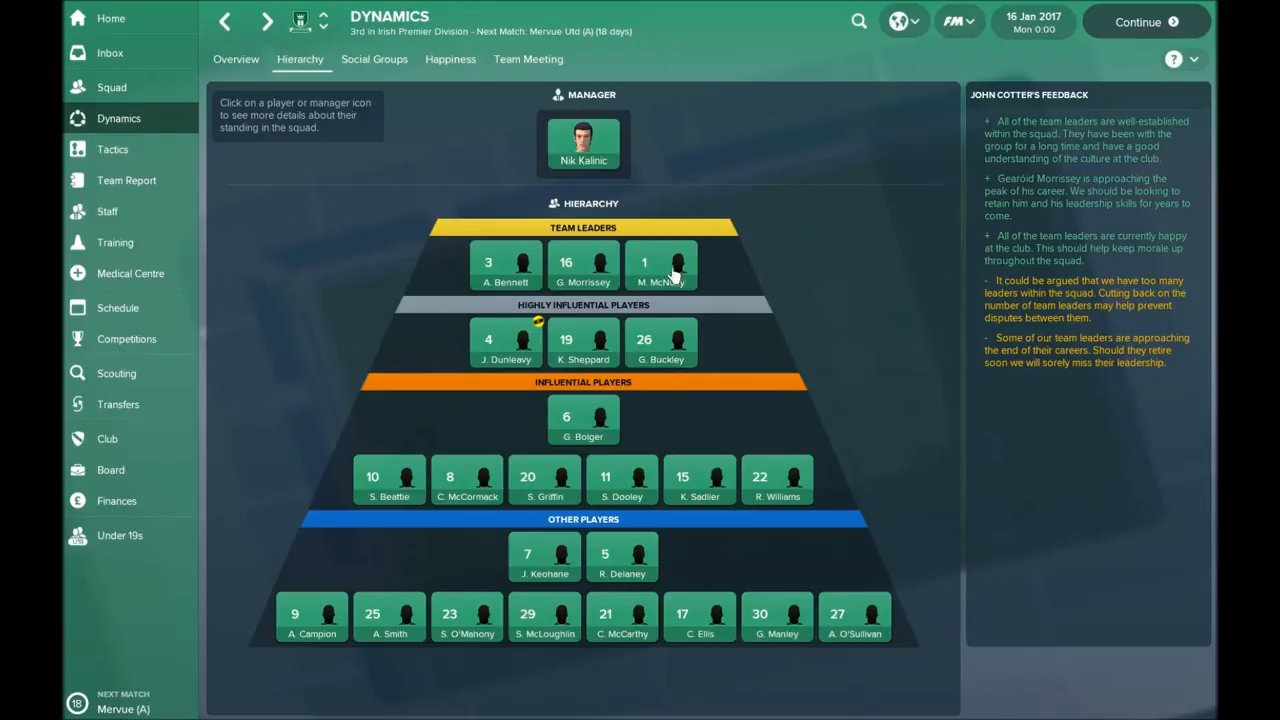 Home
Inbox
Squad
Dynamics
Tactics
Team Report
Staff
Training
Medical Centre
Schedule
Competitions
Scouting
Transfers
Club
Board
Finances
Under 19s
NEXT MATCH
18
Mervue (A)
DYNAMICS
3rd in Irish Premier Division - Next Match: Mervue Utd (A) (18 days)
FM
16 Jan 2017
Mon 0:00
Continue
Overview
Hierarchy
Social Groups
Happiness
Team Meeting
?
Click on a player or manager icon
to see more details about their
standing in the squad.
MANAGER
Nik Kalinic
HIERARCHY
TEAM LEADERS
3 16 1
A. Bennett G. Morrissey
HIGHLY INFLUENTIAL PLAYERS
4 19 26
J. Dunleavy K. Sheppard G. Buckley
INFLUENTIAL PLAYERS
6
G. Bolger
10 8 20 11 15 22
S. Beattie C. McCormack S. Griffin S. Dooley K. Sadlier R. Williams
OTHER PLAYERS
7 5
J. Keohane R. Delaney
9 25 23 29 21 17 30 27
A. Campion A. Smith S. O'Mahony S. McLoughlin C. McCarthy C. Ellis G. Manley A. O'Sullivan
JOHN COTTER'S FEEDBACK
+ All of the team leaders are well-established
within the squad. They have been with the
group for a long time and have a good
understanding of the culture at the club.
+ Gearóid Morrissey is approaching the
peak of his career. We should be looking to
retain him and his leadership skills for years to
come.
+ All of the team leaders are currently happy
at the club. This should help keep morale up
throughout the squad.
- It could be argued that we have too many
leaders within the squad. Cutting back on the
number of team leaders may help prevent
disputes between them.
- Some of our team leaders are approaching
the end of their careers. Should they retire
soon we will sorely miss their leadership.